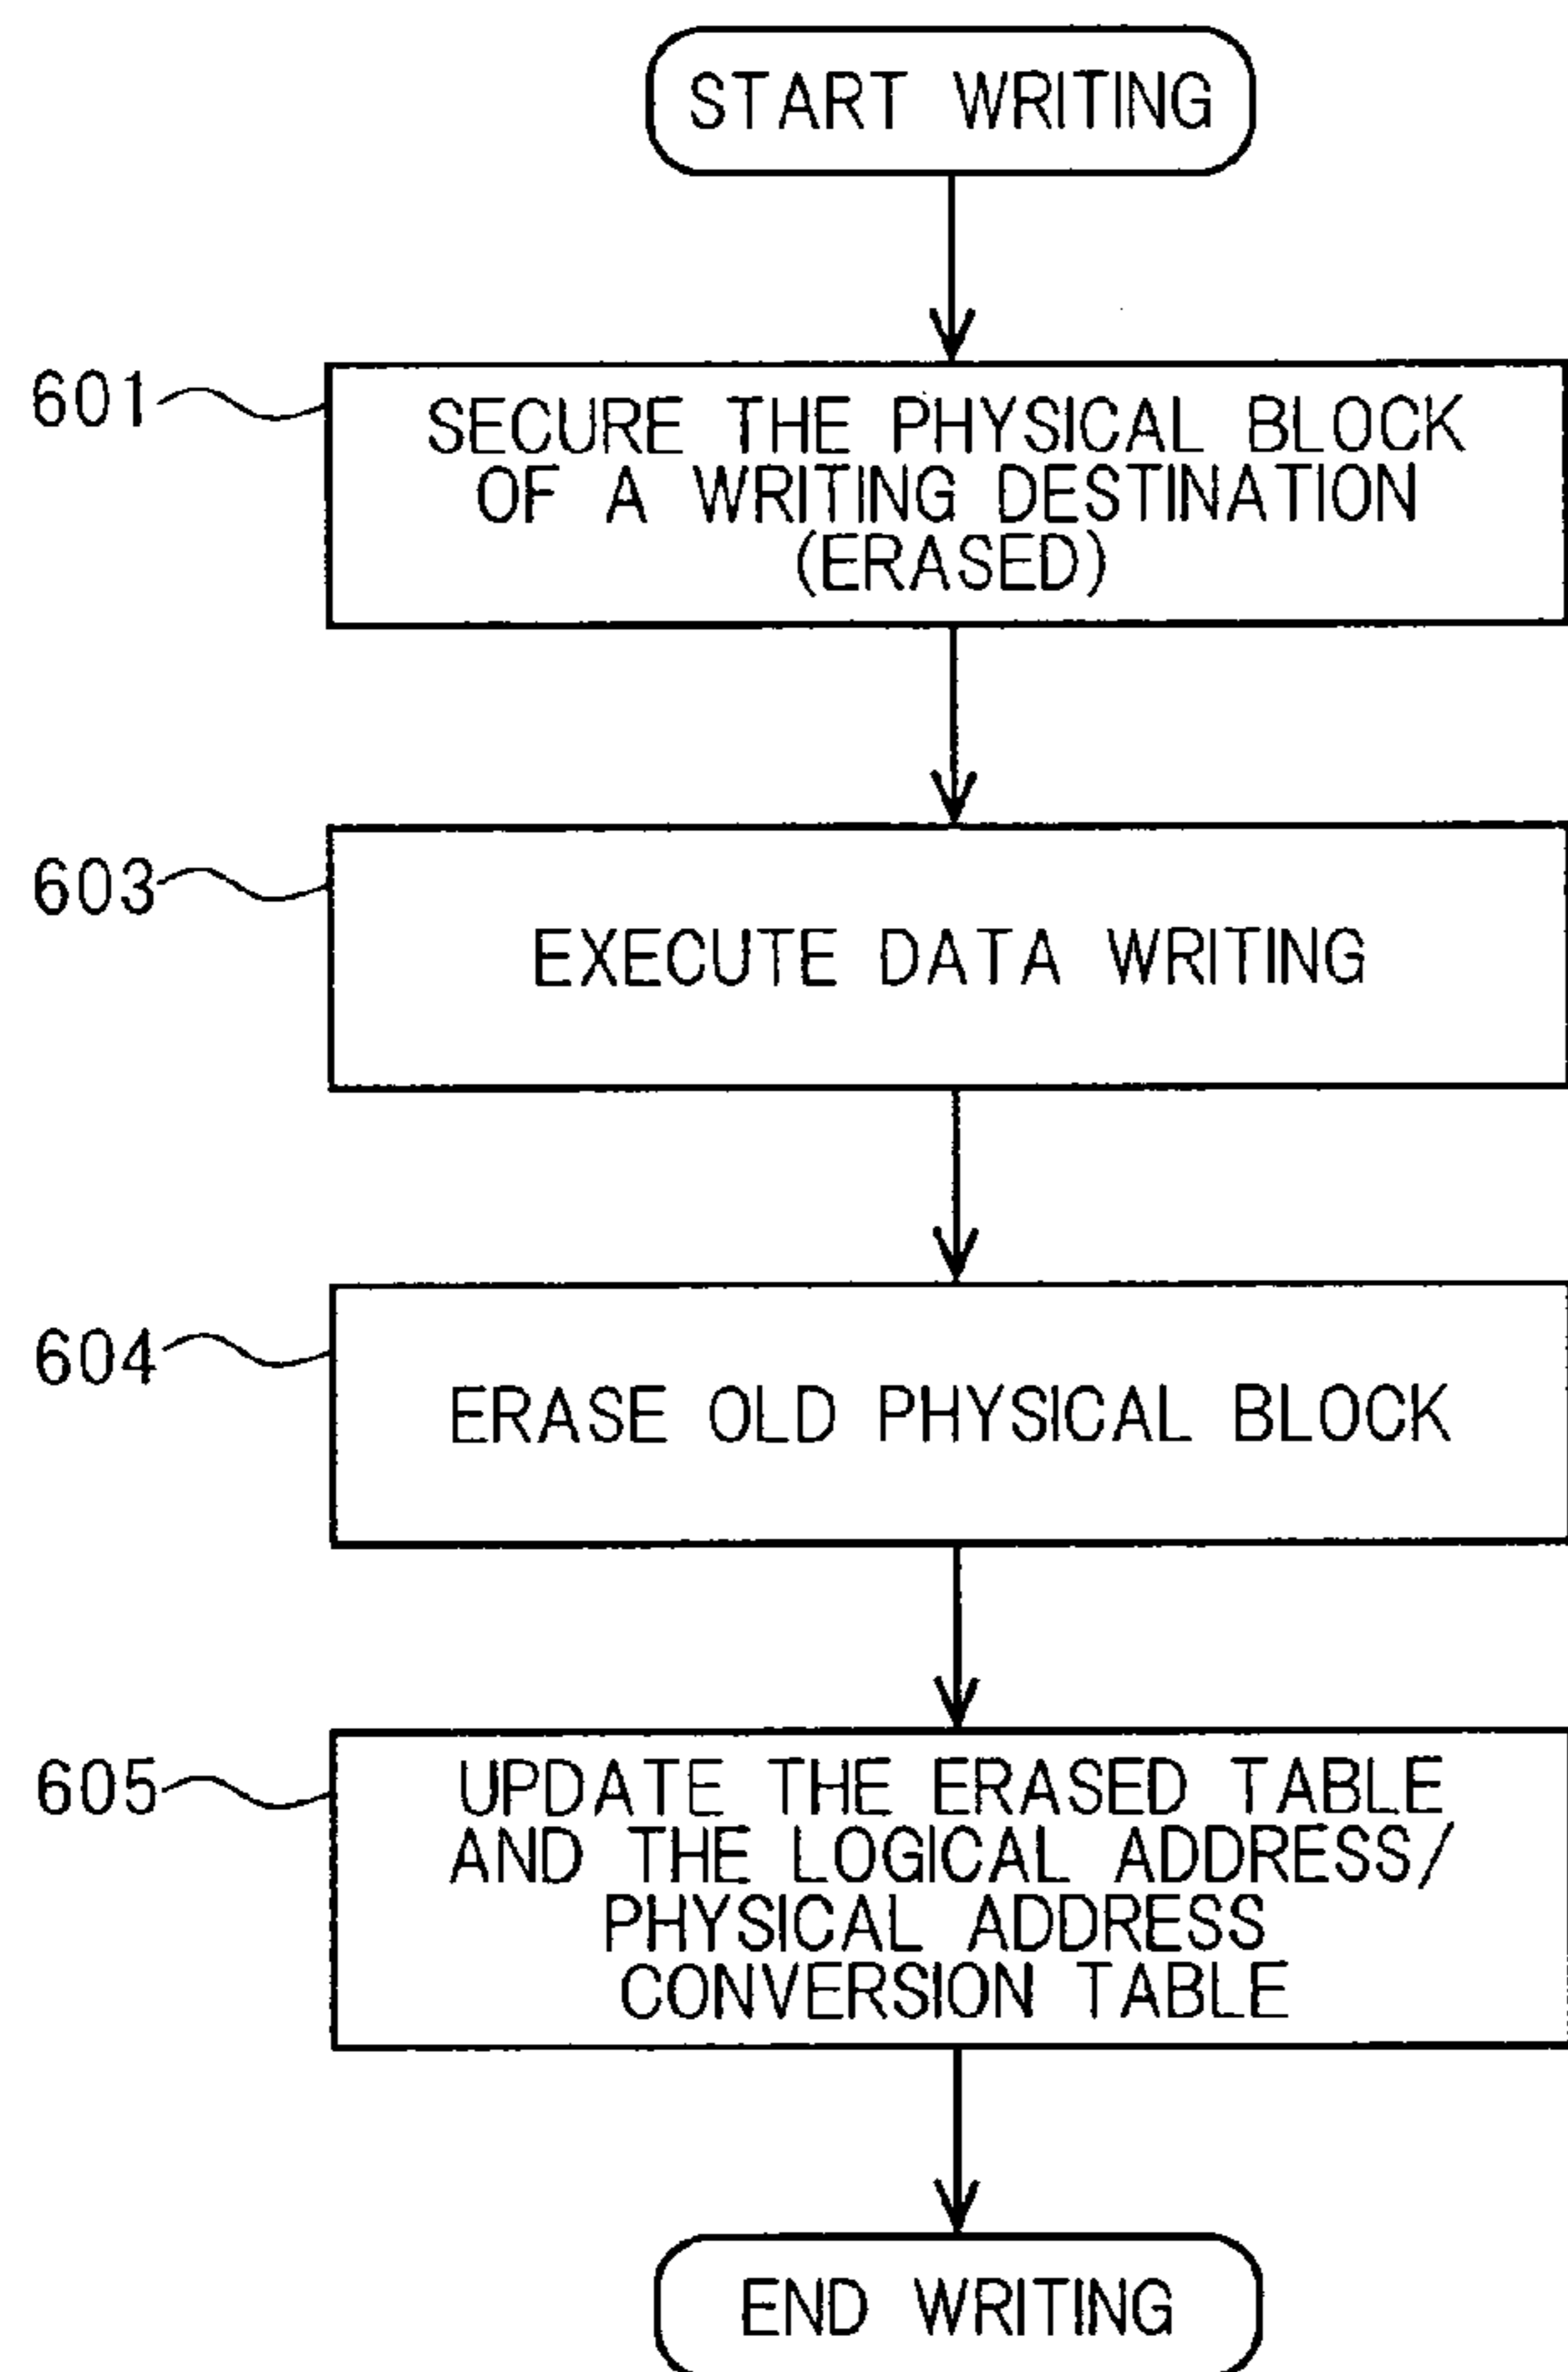 START WRITING
601
SECURE THE PHYSICAL BLOCK
OF A WRITING DESTINATION
(ERASED)
603
EXECUTE DATA WRITING
604
ERASE OLD PHYSICAL BLOCK
605
UPDATE THE ERASED TABLE
AND THE LOGICAL ADDRESS/
PHYSICAL ADDRESS
CONVERSION TABLE
END WRITING